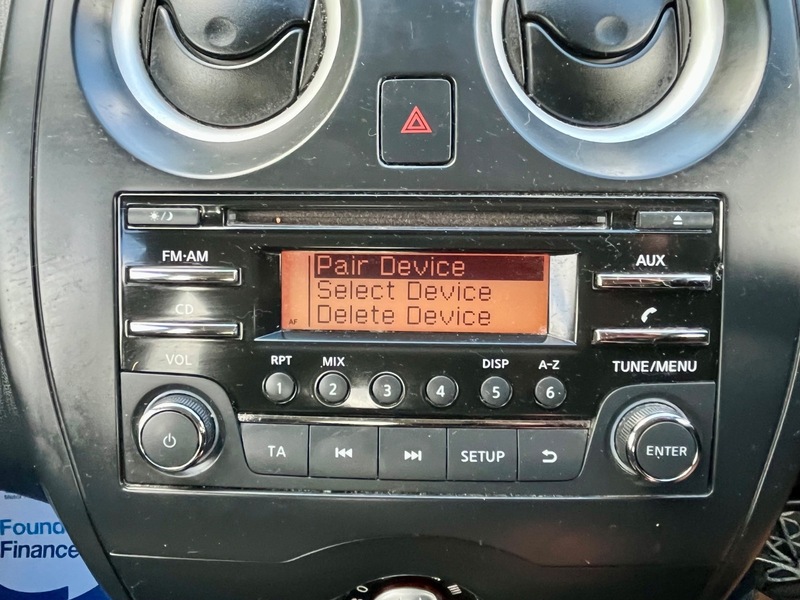 FM·AM
AUX
Pair Device
Select Device
Delete Device
AF
CD
VOL
RPT MIX DISP A-Z
TUNE/MENU
1 2 3 4 5 6
TA SETUP ENTER
Found
Finance